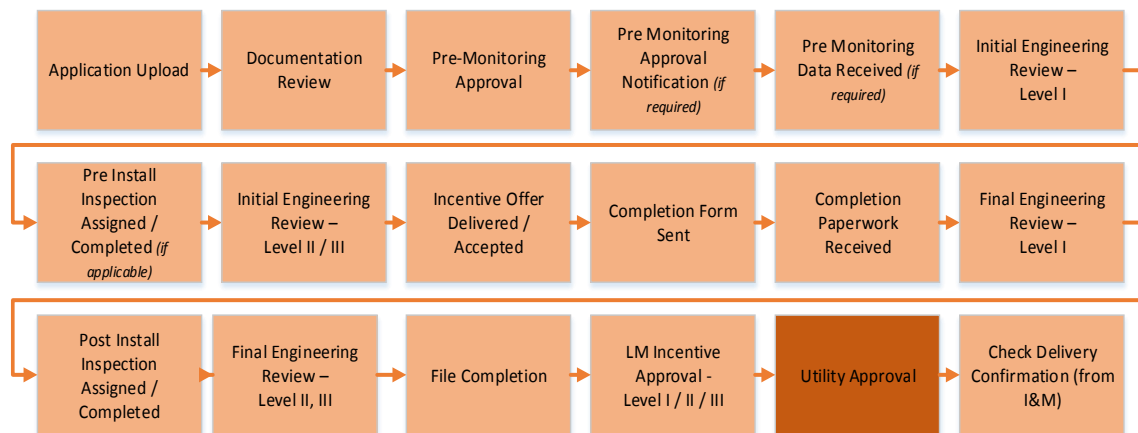 Application Upload
Documentation
Review
Pre-Monitoring
Approval
Pre Monitoring
Approval
Notification (if
required)
Pre Monitoring
Data Received (if
required)
Initial Engineering
Review –
Level I
Pre Install
Inspection
Assigned /
Completed (if
applicable)
Initial Engineering
Review –
Level II / III
Incentive Offer
Delivered /
Accepted
Completion Form
Sent
Completion
Paperwork
Received
Final Engineering
Review –
Level I
Post Install
Inspection
Assigned /
Completed
Final Engineering
Review –
Level II, III
File Completion
LM Incentive
Approval -
Level I / II / III
Utility Approval
Check Delivery
Confirmation (from
I&M)